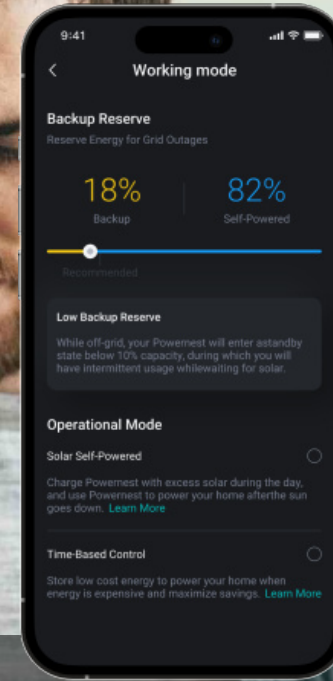 9:41
Working mode
Backup Reserve
Reserve Energy for Grid Outages
18% 82%
Backup Self-Powered
Recommended
Low Backup Reserve
While off-grid, your Powernest will enter astandby
state below 10% capacity, during which you will
have intermittent usage whilewaiting for solar.
Operational Mode
Solar Self-Powered
Charge Powernest with excess solar during the day,
and use Powernest to power your home afterthe sun
goes down. Learn More
Time-Based Control
Store low cost energy to power your home when
energy is expensive and maximize savings. Learn More